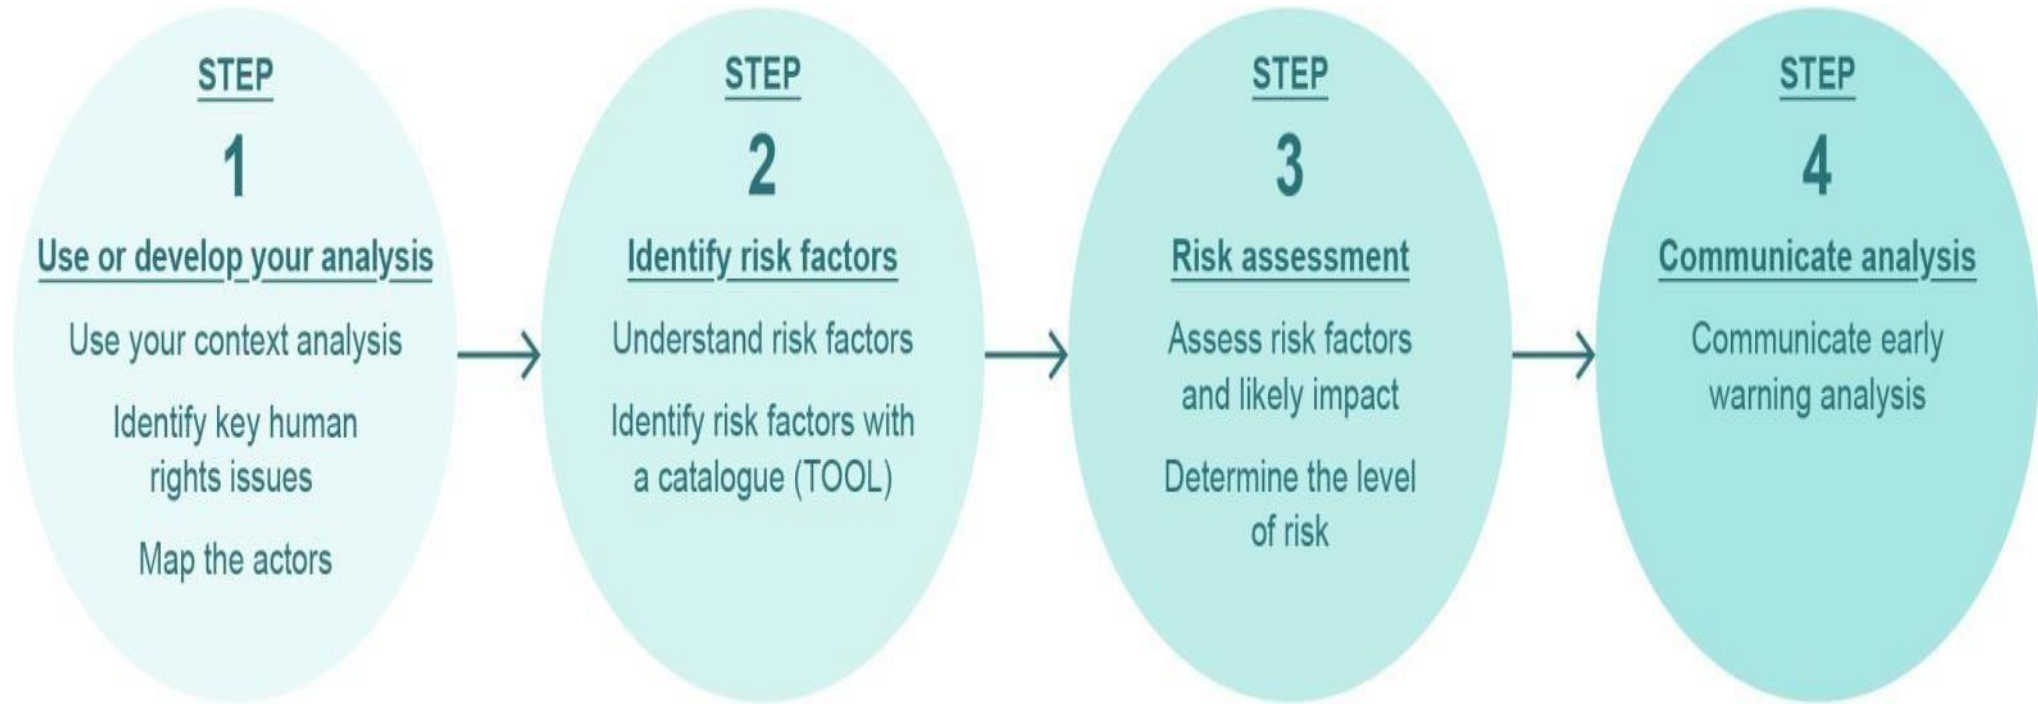 STEP
1
Use or develop your analysis
Use your context analysis
Identify key human
rights issues
Map the actors
STEP
2
Identify risk factors
Understand risk factors
Identify risk factors with
a catalogue (TOOL)
STEP
3
Risk assessment
Assess risk factors
and likely impact
Determine the level
of risk
STEP
4
Communicate analysis
Communicate early
warning analysis